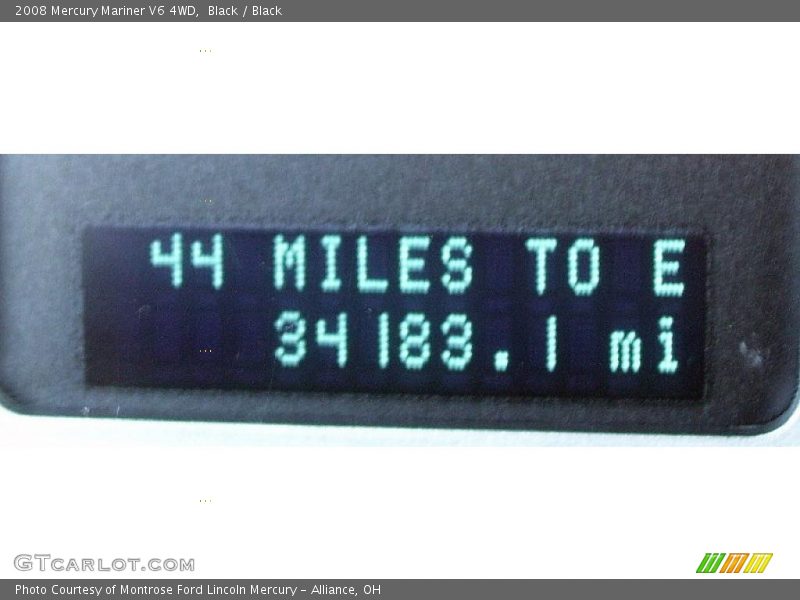 2008 Mercury Mariner V6 4WD,  Black / Black
44 MILES TO E
34183.1 mi
GTCARLOT.COM
Photo Courtesy of Montrose Ford Lincoln Mercury - Alliance, OH